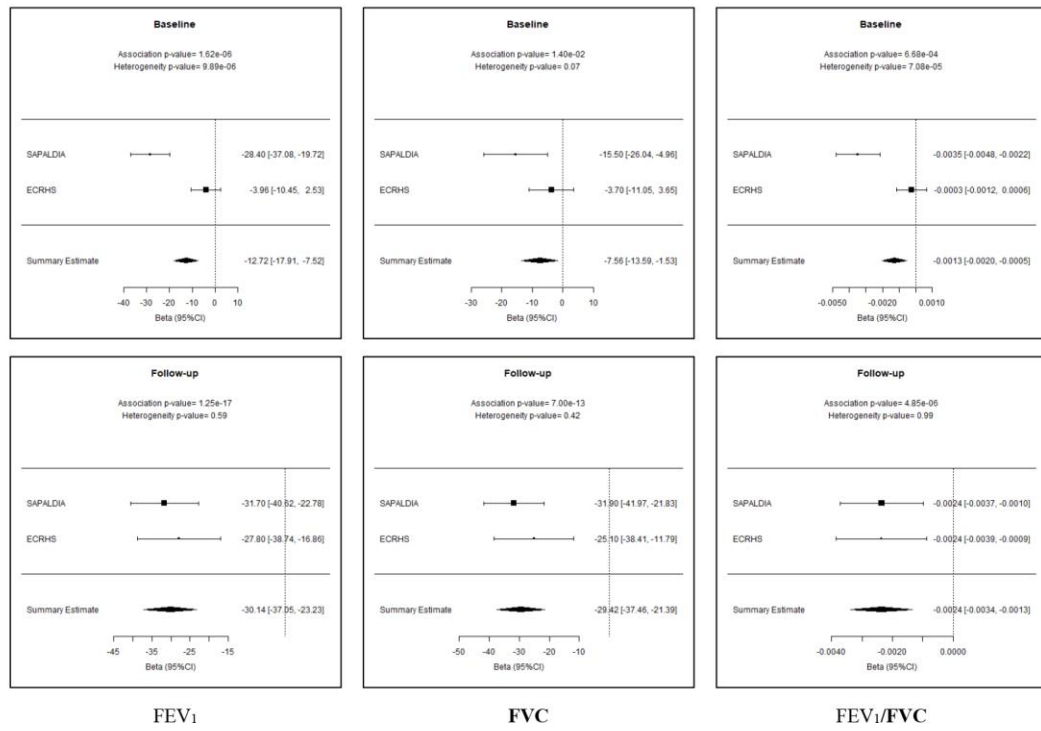 Baseline
Association p-value= 1.62e-06
Heterogeneity p-value= 9.89e-06
SAPALDIA -28.40 [-37.08, -19.72]
ECRHS -3.96 [-10.45, 2.53]
Summary Estimate -12.72 [-17.91, -7.52]
-40 -30 -20 -10 0 10
Beta (95%CI)
Baseline
Association p-value= 1.40e-02
Heterogeneity p-value= 0.07
SAPALDIA -15.50 [-26.04, -4.96]
ECRHS -3.70 [-11.05, 3.65]
Summary Estimate -7.56 [-13.59, -1.53]
-30 -20 -10 0 10
Beta (95%CI)
Baseline
Association p-value= 6.68e-04
Heterogeneity p-value= 7.08e-05
SAPALDIA -0.0035 [-0.0048, -0.0022]
ECRHS -0.0003 [-0.0012, 0.0006]
Summary Estimate -0.0013 [-0.0020, -0.0005]
-0.0050 -0.0020 0.0010
Beta (95%CI)
Follow-up
Association p-value= 1.25e-17
Heterogeneity p-value= 0.59
SAPALDIA -31.70 [-40.62, -22.78]
ECRHS -27.80 [-38.74, -16.86]
Summary Estimate -30.14 [-37.05, -23.23]
-45 -35 -25 -15
Beta (95%CI)
Follow-up
Association p-value= 7.00e-13
Heterogeneity p-value= 0.42
SAPALDIA -31.90 [-41.97, -21.83]
ECRHS -25.10 [-38.41, -11.79]
Summary Estimate -29.42 [-37.46, -21.39]
-50 -40 -30 -20 -10
Beta (95%CI)
Follow-up
Association p-value= 4.85e-06
Heterogeneity p-value= 0.99
SAPALDIA -0.0024 [-0.0037, -0.0010]
ECRHS -0.0024 [-0.0039, -0.0009]
Summary Estimate -0.0024 [-0.0034, -0.0013]
-0.0040 -0.0020 0.0000
Beta (95%CI)
FEV₁ FVC FEV₁/FVC